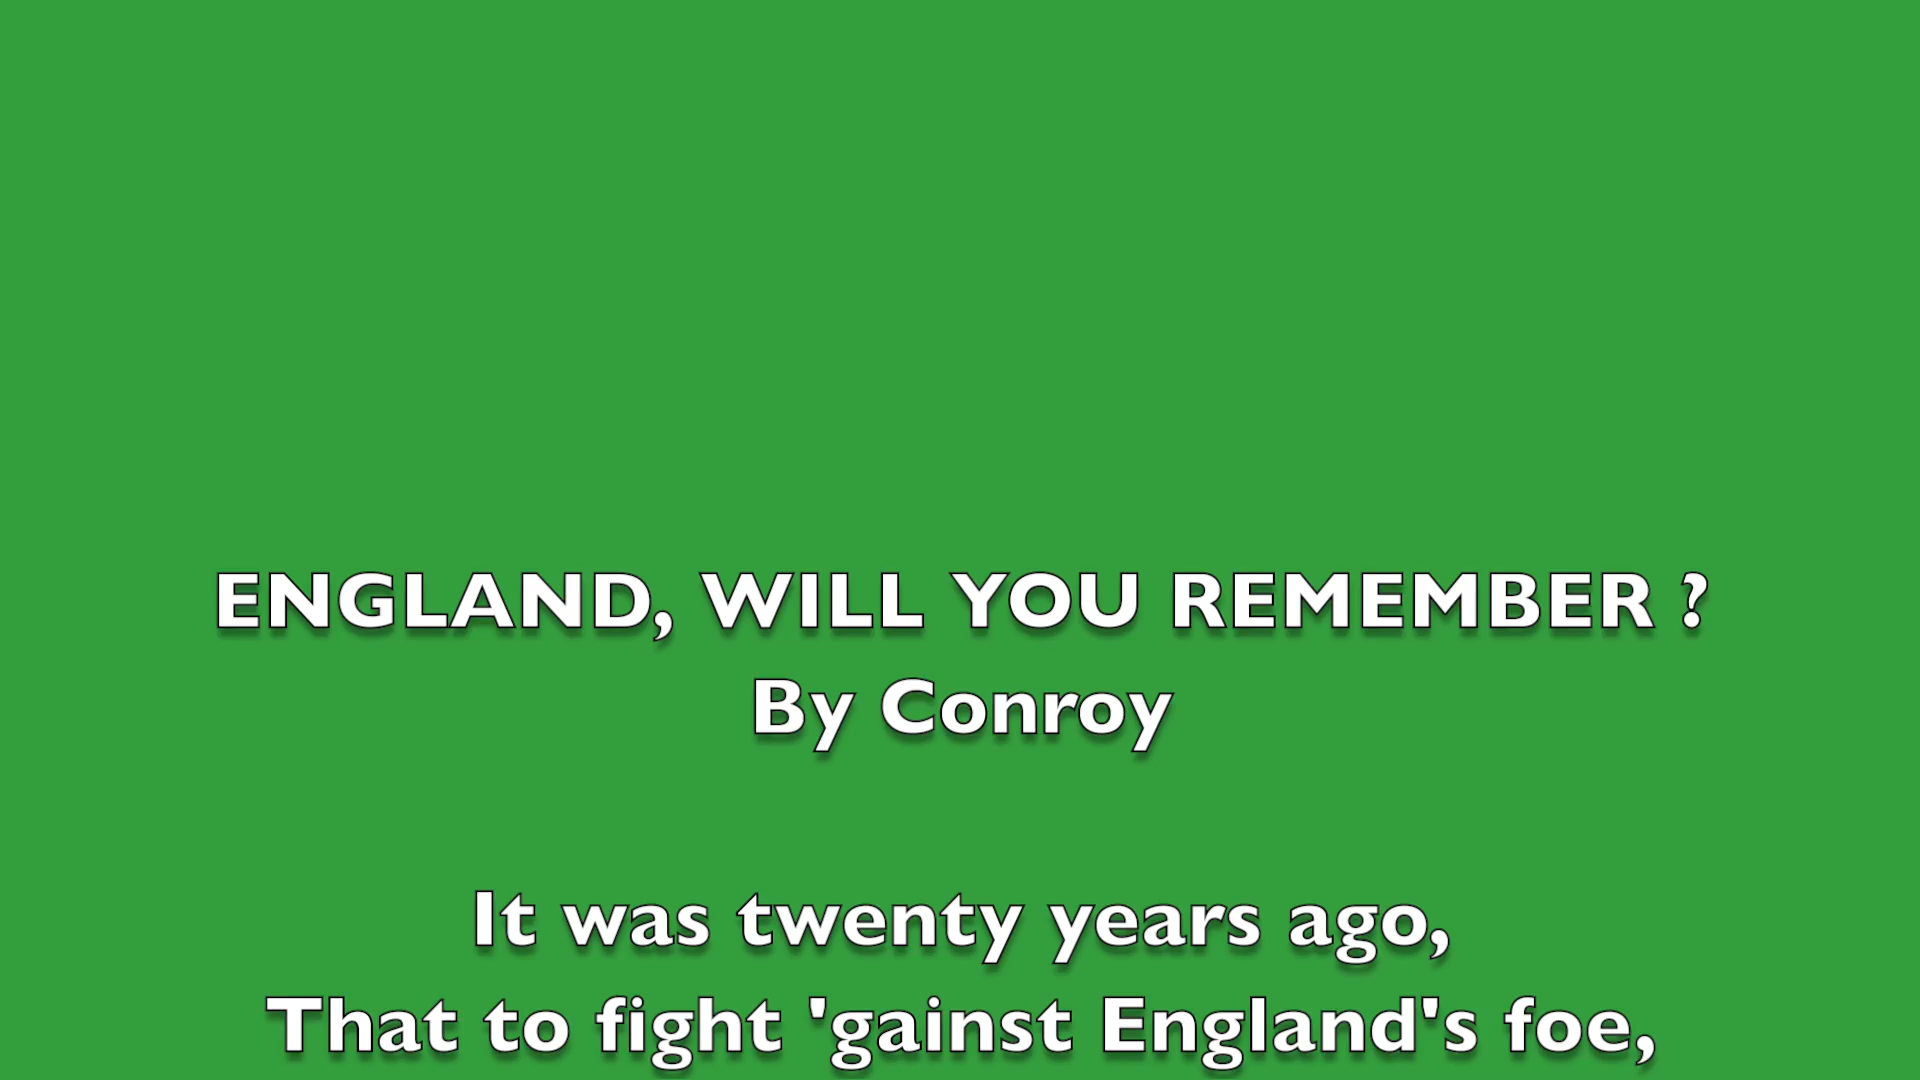 ENGLAND, WILL YOU REMEMBER ?
By Conroy
It was twenty years ago,
That to fight 'gainst England's foe,